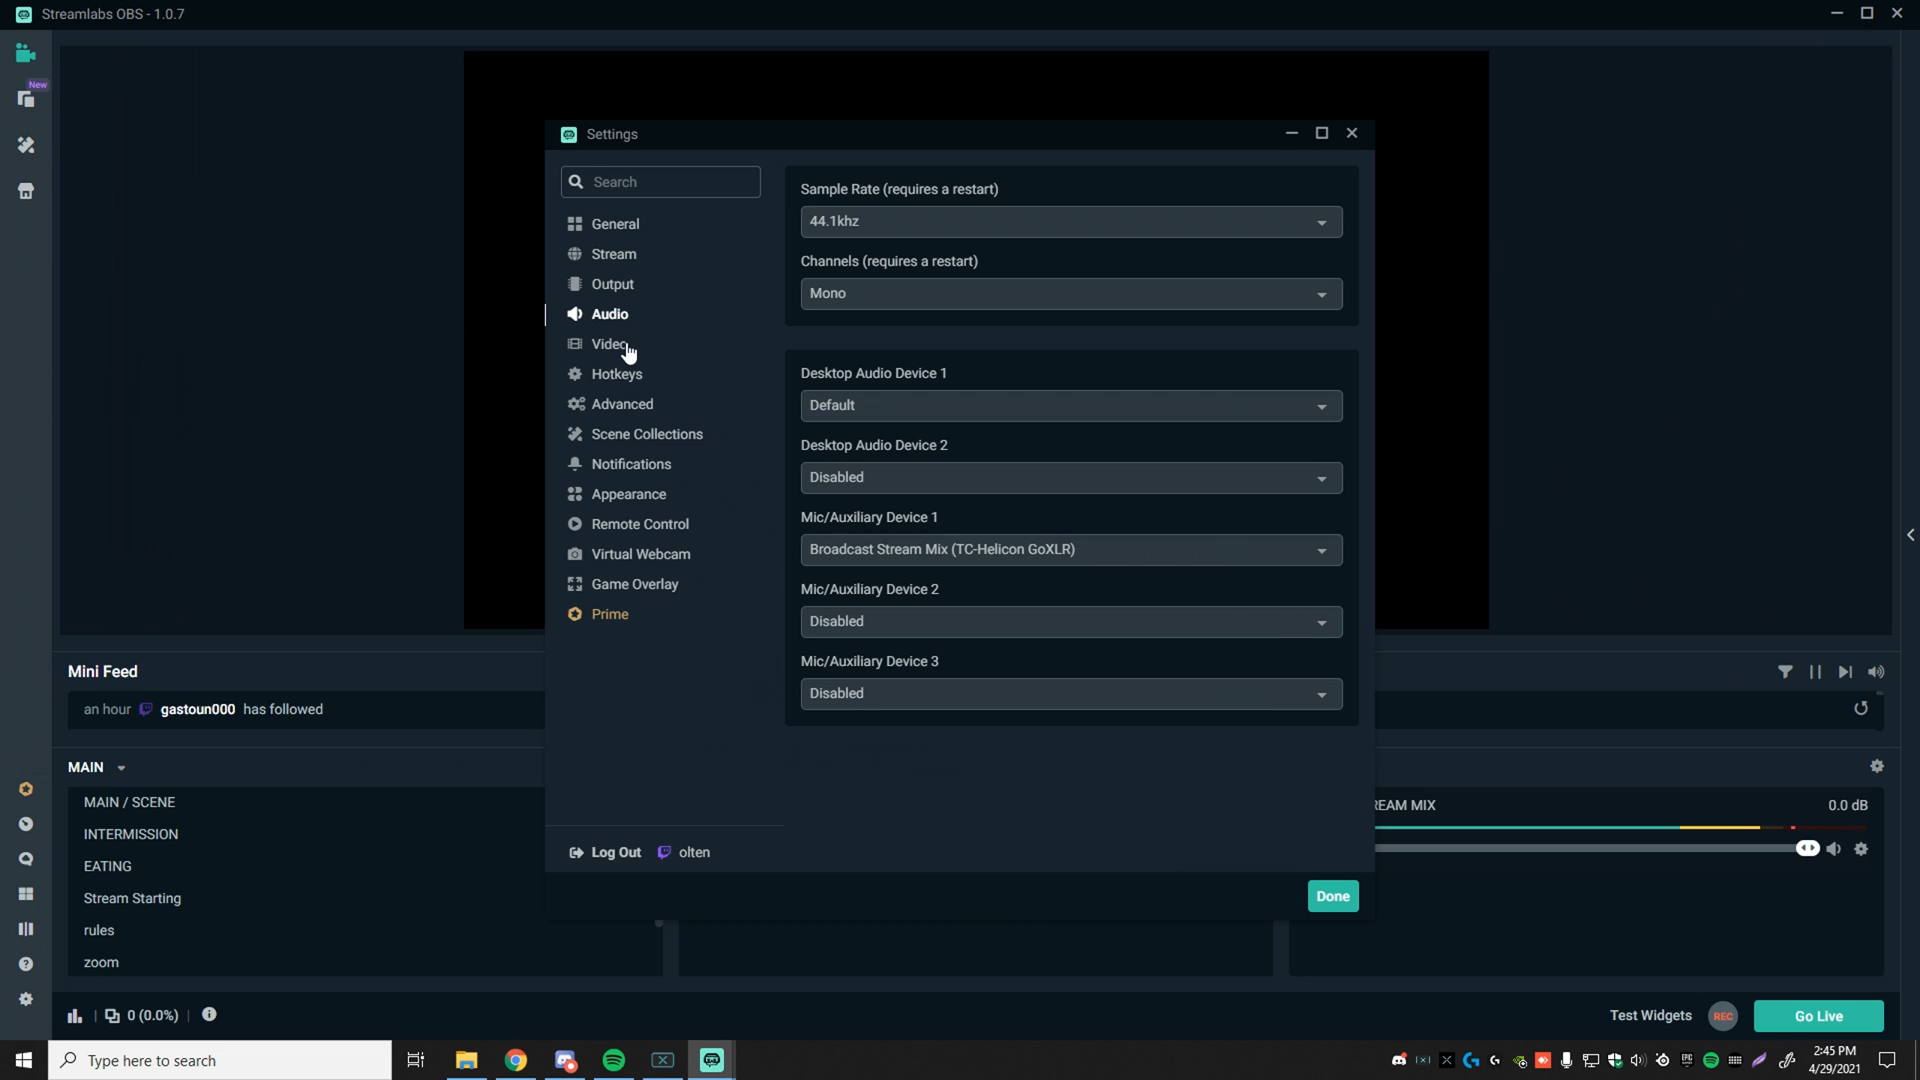 Streamlabs OBS - 1.0.7
New
Settings
Search
General
Stream
Output
Audio
Video
Hotkeys
Advanced
Scene Collections
Notifications
Appearance
Remote Control
Virtual Webcam
Game Overlay
Prime
Log Out olten
Sample Rate (requires a restart)
44.1khz
Channels (requires a restart)
Mono
Desktop Audio Device 1
Default
Desktop Audio Device 2
Disabled
Mic/Auxiliary Device 1
Broadcast Stream Mix (TC-Helicon GoXLR)
Mic/Auxiliary Device 2
Disabled
Mic/Auxiliary Device 3
Disabled
Done
Mini Feed
an hour gastoun000 has followed
MAIN
MAIN / SCENE
INTERMISSION
EATING
Stream Starting
rules
zoom
REAM MIX 0.0 dB
0 (0.0%)
Test Widgets REC Go Live
Type here to search
2:45 PM
4/29/2021